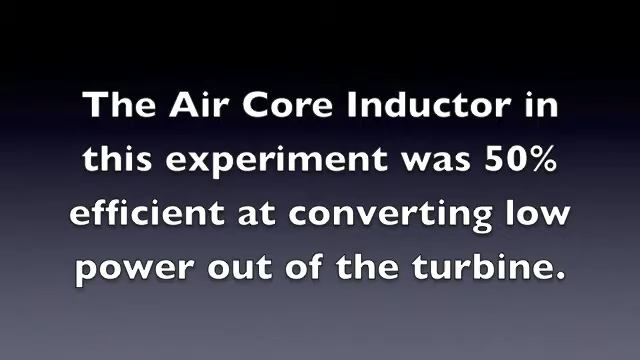 The Air Core Inductor in
this experiment was 50%
efficient at converting low
power out of the turbine.